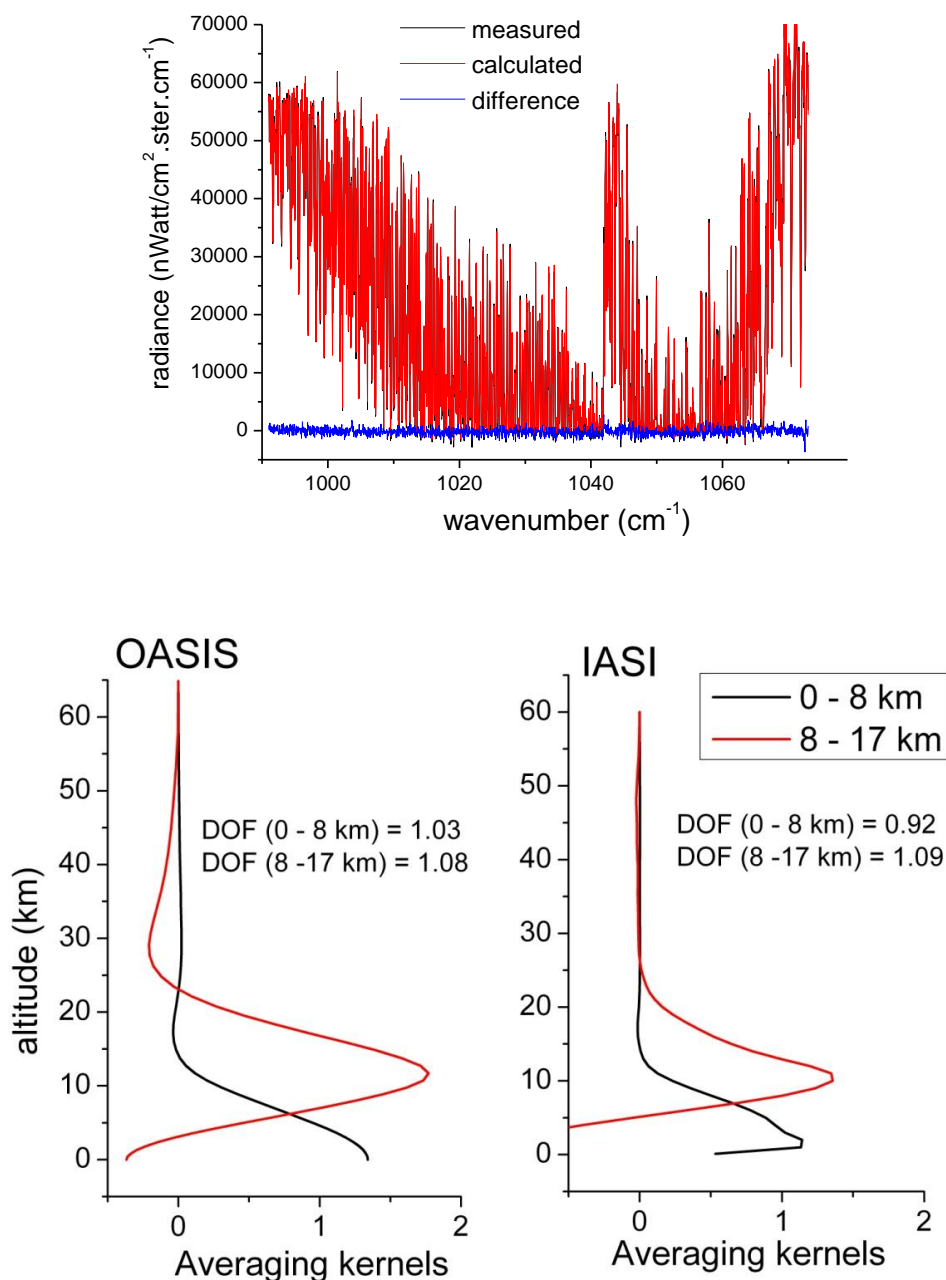 70000
60000
50000
40000
30000
20000
10000
0
radiance (nWatt/cm².ster.cm⁻¹)
measured
calculated
difference
1000
1020
1040
1060
wavenumber (cm⁻¹)
OASIS
60
50
40
30
20
10
0
altitude (km)
DOF (0 - 8 km) = 1.03
DOF (8 -17 km) = 1.08
0
1
2
Averaging kernels
IASI
0 - 8 km
8 - 17 km
60
50
40
30
20
10
0
DOF (0 - 8 km) = 0.92
DOF (8 -17 km) = 1.09
0
1
2
Averaging kernels